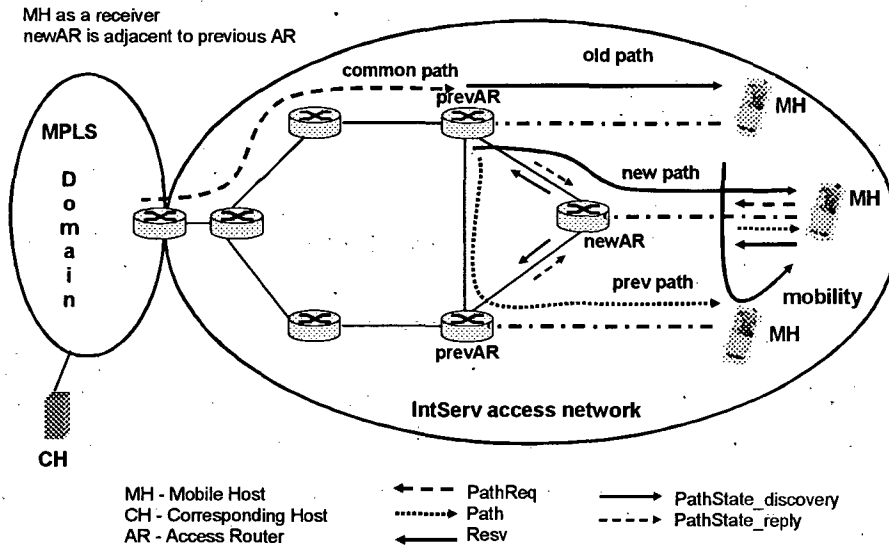 MH as a receiver
newAR is adjacent to previous AR
old path
common path
prevAR
MH
MPLS
Domain
new path
MH
newAR
prev path
mobility
prevAR
MH
IntServ access network
CH
MH - Mobile Host
CH - Corresponding Host
AR - Access Router
PathReq
Path
Resv
PathState_discovery
PathState_reply